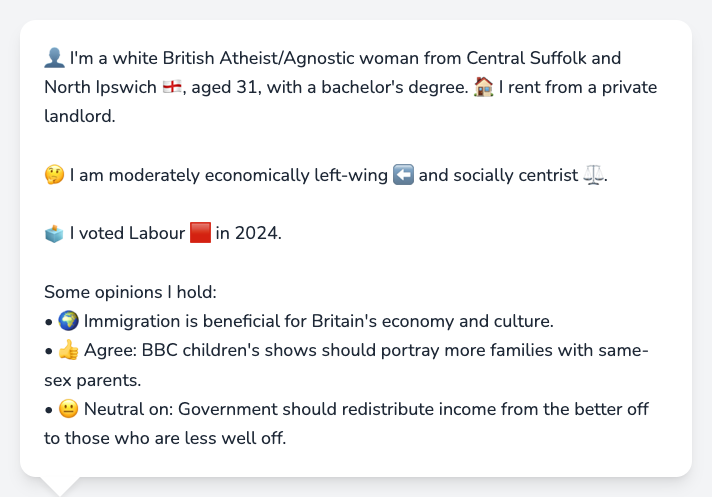 👤 I'm a white British Atheist/Agnostic woman from Central Suffolk and
North Ipswich 🏴󠁧󠁢󠁥󠁮󠁧󠁿, aged 31, with a bachelor's degree. 🏠 I rent from a private
landlord.
🤔 I am moderately economically left-wing ⬅️ and socially centrist ⚖️.
🗳️ I voted Labour 🟥 in 2024.
Some opinions I hold:
• 🌍 Immigration is beneficial for Britain's economy and culture.
• 👍 Agree: BBC children's shows should portray more families with same-
sex parents.
• 😐 Neutral on: Government should redistribute income from the better off
to those who are less well off.